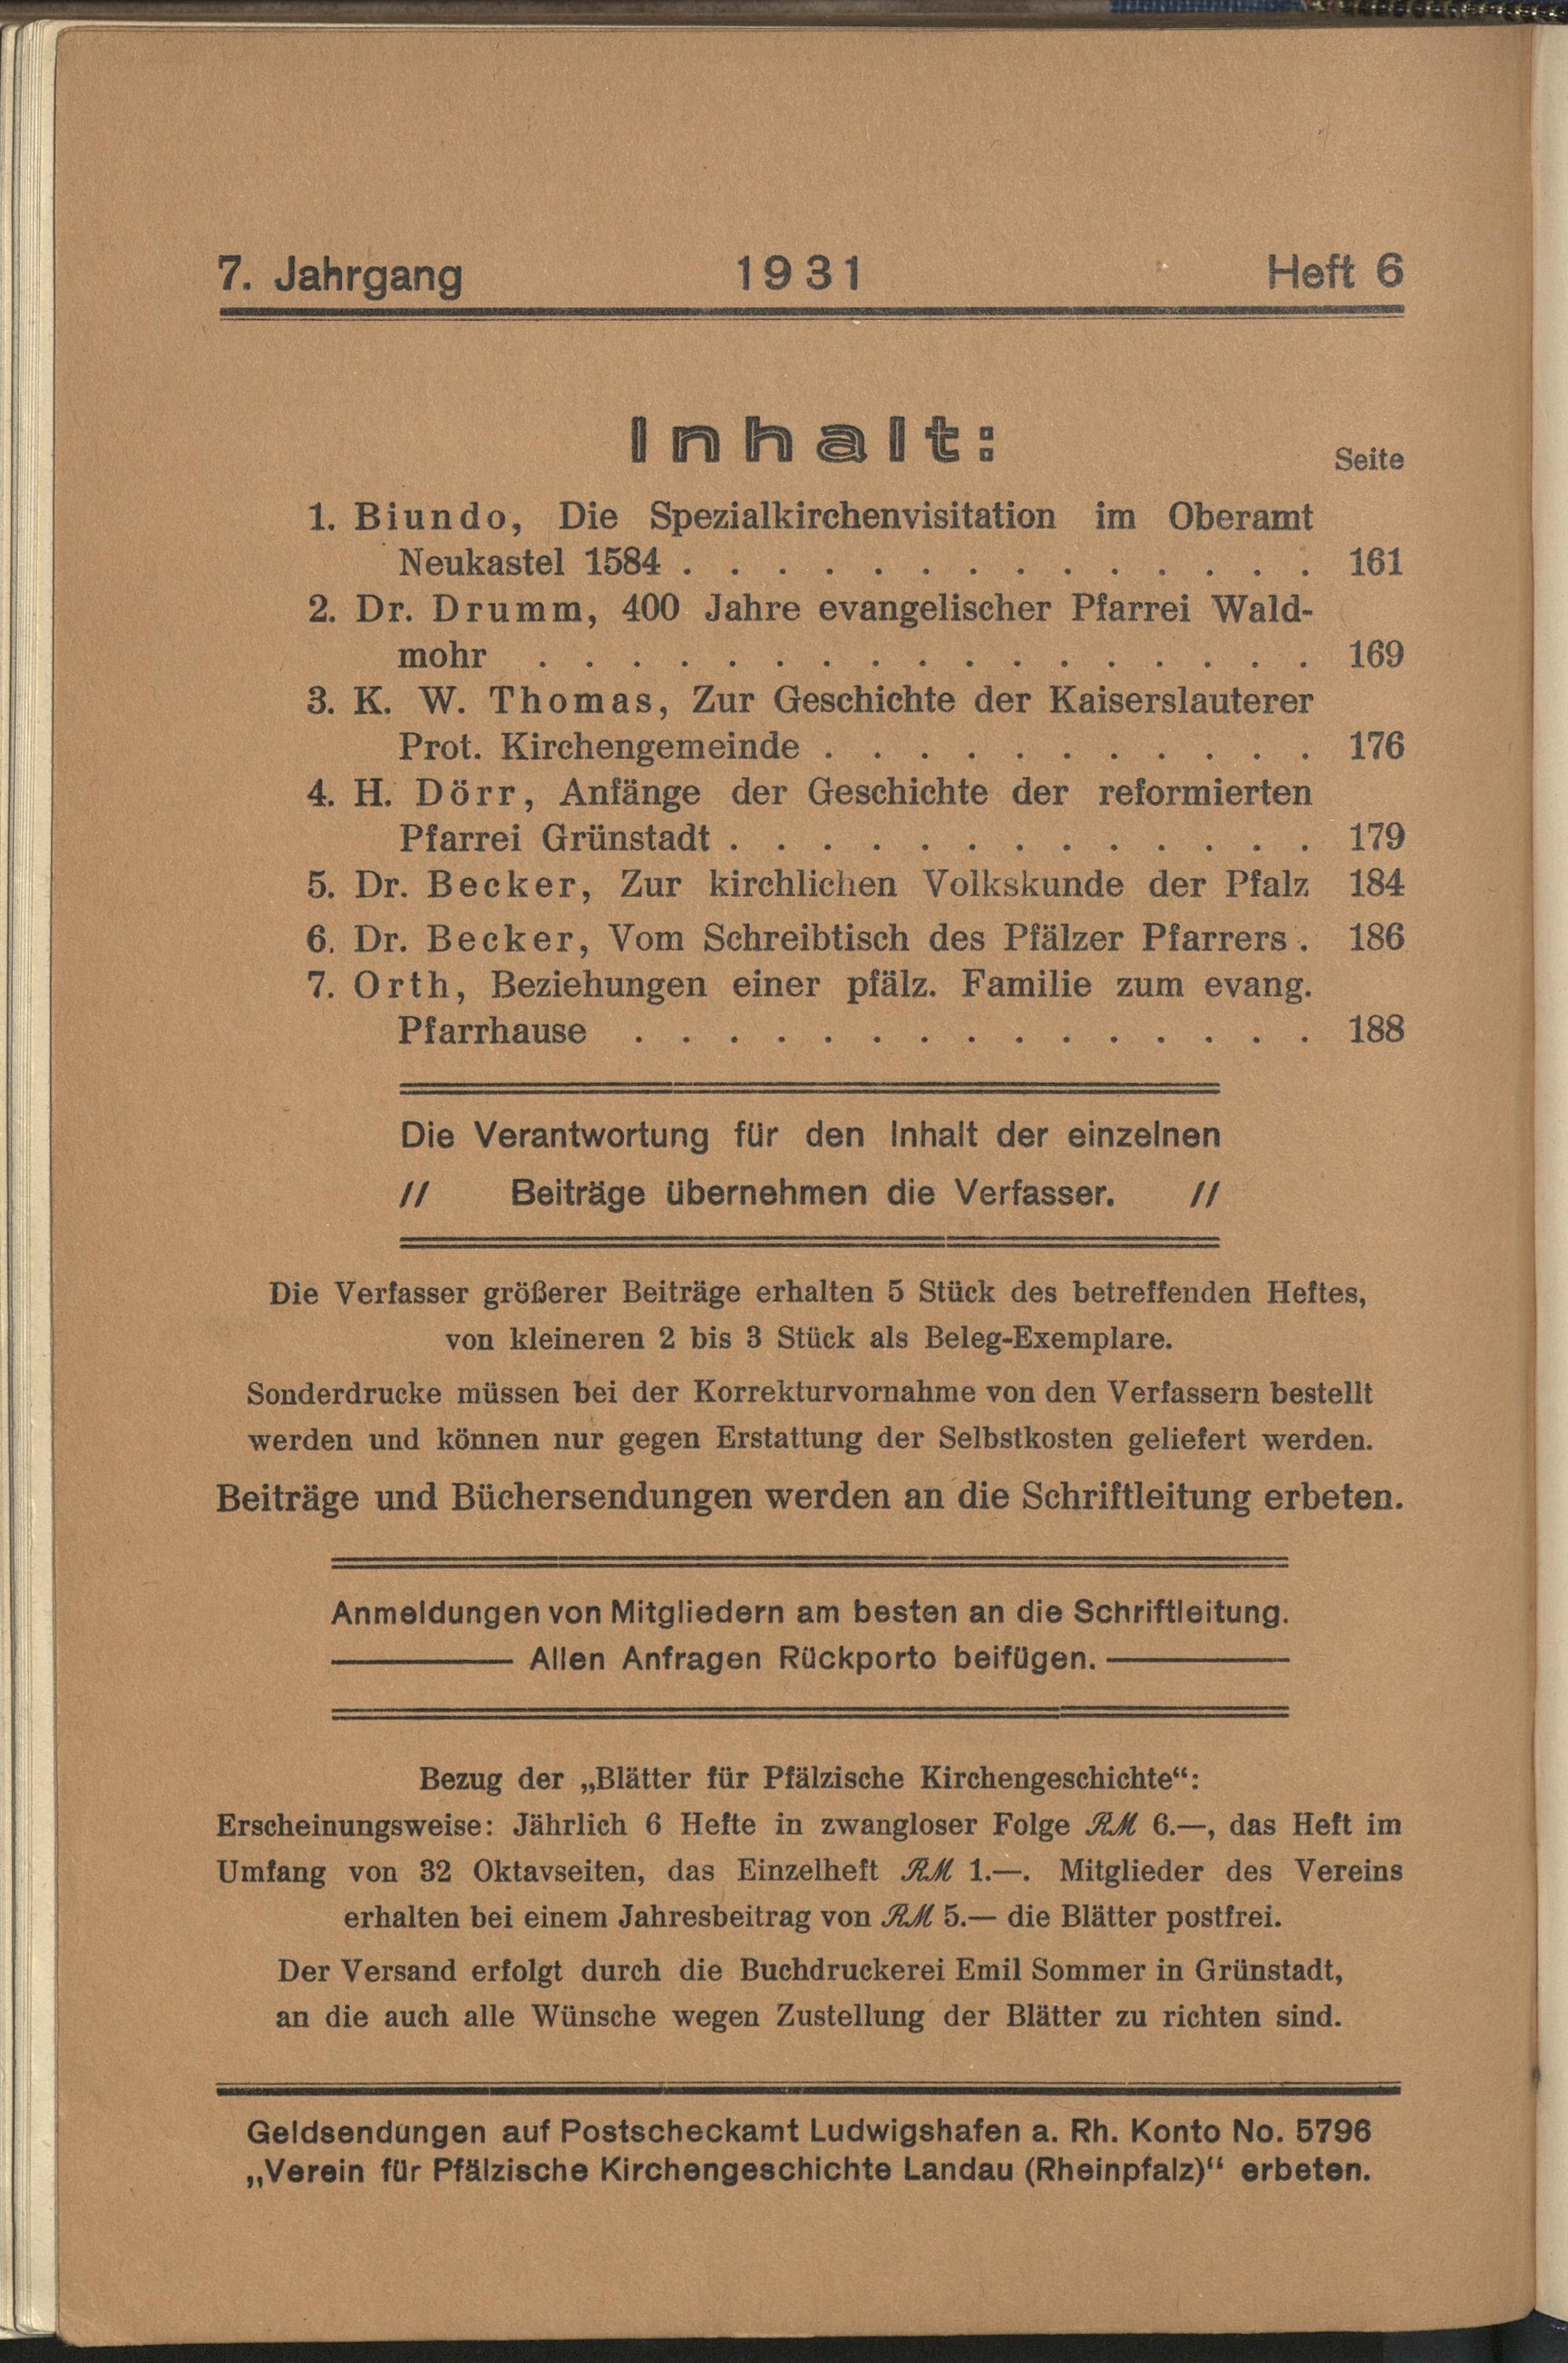 7. Jahrgang 1931 Heft 6
Inhalt:
Seite
1. Biundo, Die Spezialkirchenvisitation im Oberamt
Neukastel 1584 . . . . . . . . . . . . . . 161
2. Dr. Drumm, 400 Jahre evangelischer Pfarrei Wald-
mohr . . . . . . . . . . . . . . . . . 169
3. K. W. Thomas, Zur Geschichte der Kaiserslauterer
Prot. Kirchengemeinde . . . . . . . . . . . 176
4. H. Dörr, Anfänge der Geschichte der reformierten
Pfarrei Grünstadt . . . . . . . . . . . . . 179
5. Dr. Becker, Zur kirchlichen Volkskunde der Pfalz 184
6. Dr. Becker, Vom Schreibtisch des Pfälzer Pfarrers . 186
7. Orth, Beziehungen einer pfälz. Familie zum evang.
Pfarrhause . . . . . . . . . . . . . . . 188
Die Verantwortung für den Inhalt der einzelnen
// Beiträge übernehmen die Verfasser. //
Die Verfasser größerer Beiträge erhalten 5 Stück des betreffenden Heftes,
von kleineren 2 bis 3 Stück als Beleg-Exemplare.
Sonderdrucke müssen bei der Korrekturvornahme von den Verfassern bestellt
werden und können nur gegen Erstattung der Selbstkosten geliefert werden.
Beiträge und Büchersendungen werden an die Schriftleitung erbeten.
Anmeldungen von Mitgliedern am besten an die Schriftleitung.
Allen Anfragen Rückporto beifügen.
Bezug der „Blätter für Pfälzische Kirchengeschichte“:
Erscheinungsweise: Jährlich 6 Hefte in zwangloser Folge RM 6.—, das Heft im
Umfang von 32 Oktavseiten, das Einzelheft RM 1.—. Mitglieder des Vereins
erhalten bei einem Jahresbeitrag von RM 5.— die Blätter postfrei.
Der Versand erfolgt durch die Buchdruckerei Emil Sommer in Grünstadt,
an die auch alle Wünsche wegen Zustellung der Blätter zu richten sind.
Geldsendungen auf Postscheckamt Ludwigshafen a. Rh. Konto No. 5796
„Verein für Pfälzische Kirchengeschichte Landau (Rheinpfalz)“ erbeten.